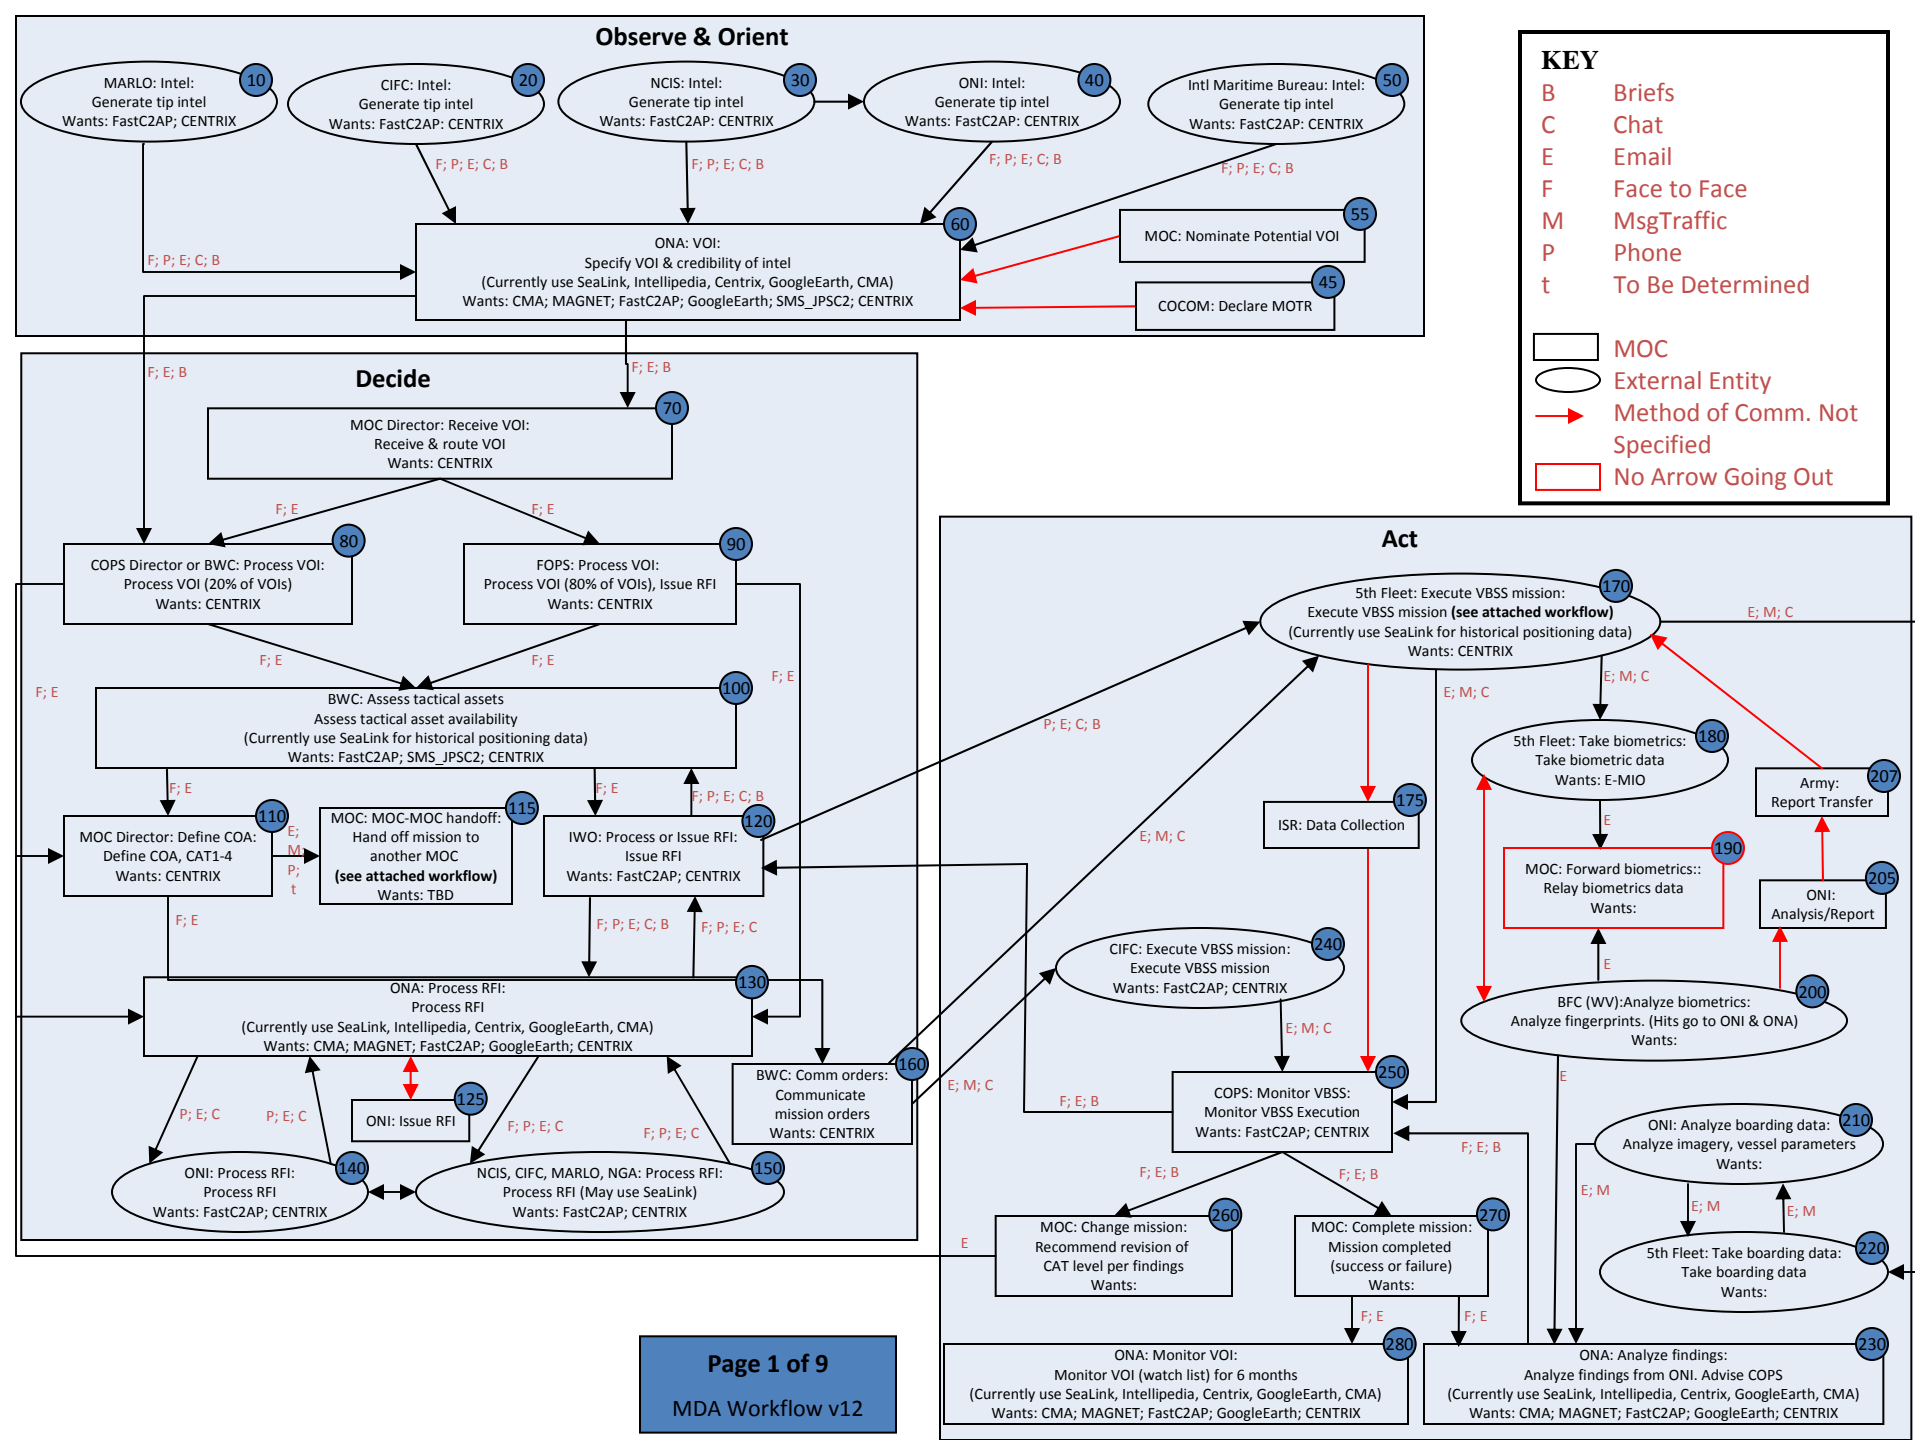 Observe & Orient
MARLO: Intel:
Generate tip intel
Wants: FastC2AP; CENTRIX
10
CIFC: Intel:
Generate tip intel
Wants: FastC2AP: CENTRIX
20
NCIS: Intel:
Generate tip intel
Wants: FastC2AP: CENTRIX
30
ONI: Intel:
Generate tip intel
Wants: FastC2AP: CENTRIX
40
Intl Maritime Bureau: Intel:
Generate tip intel
Wants: FastC2AP: CENTRIX
50
F; P; E; C; B
F; P; E; C; B
F; P; E; C; B
F; P; E; C; B
F; P; E; C; B
ONA: VOI:
Specify VOI & credibility of intel
(Currently use SeaLink, Intellipedia, Centrix, GoogleEarth, CMA)
Wants: CMA; MAGNET; FastC2AP; GoogleEarth; SMS_JPSC2; CENTRIX
60
MOC: Nominate Potential VOI
55
COCOM: Declare MOTR
45
KEY
B Briefs
C Chat
E Email
F Face to Face
M MsgTraffic
P Phone
t To Be Determined
MOC
External Entity
Method of Comm. Not
Specified
No Arrow Going Out
Decide
F; E; B
F; E; B
MOC Director: Receive VOI:
Receive & route VOI
Wants: CENTRIX
70
F; E
F; E
COPS Director or BWC: Process VOI:
Process VOI (20% of VOIs)
Wants: CENTRIX
80
FOPS: Process VOI:
Process VOI (80% of VOIs), Issue RFI
Wants: CENTRIX
90
F; E
F; E
F; E
F; E
BWC: Assess tactical assets
Assess tactical asset availability
(Currently use SeaLink for historical positioning data)
Wants: FastC2AP; SMS_JPSC2; CENTRIX
100
F; E
F; E
F; P; E; C; B
MOC Director: Define COA:
Define COA, CAT1-4
Wants: CENTRIX
110
E;
M;
P;
t
MOC: MOC-MOC handoff:
Hand off mission to
another MOC
(see attached workflow)
Wants: TBD
115
IWO: Process or Issue RFI:
Issue RFI
Wants: FastC2AP; CENTRIX
120
F; E
F; P; E; C; B
F; P; E; C
ONA: Process RFI:
Process RFI
(Currently use SeaLink, Intellipedia, Centrix, GoogleEarth, CMA)
Wants: CMA; MAGNET; FastC2AP; GoogleEarth; CENTRIX
130
P; E; C
P; E; C
ONI: Issue RFI
125
F; P; E; C
F; P; E; C
BWC: Comm orders:
Communicate
mission orders
Wants: CENTRIX
160
ONI: Process RFI:
Process RFI
Wants: FastC2AP; CENTRIX
140
NCIS, CIFC, MARLO, NGA: Process RFI:
Process RFI (May use SeaLink)
Wants: FastC2AP; CENTRIX
150
Act
5th Fleet: Execute VBSS mission:
Execute VBSS mission (see attached workflow)
(Currently use SeaLink for historical positioning data)
Wants: CENTRIX
170
E; M; C
P; E; C; B
E; M; C
E; M; C
E; M; C
E; M; C
5th Fleet: Take biometrics:
Take biometric data
Wants: E-MIO
180
Army:
Report Transfer
207
ISR: Data Collection
175
E
MOC: Forward biometrics::
Relay biometrics data
Wants:
190
ONI:
Analysis/Report
205
CIFC: Execute VBSS mission:
Execute VBSS mission
Wants: FastC2AP; CENTRIX
240
E
BFC (WV):Analyze biometrics:
Analyze fingerprints. (Hits go to ONI & ONA)
Wants:
200
E; M; C
E
F; E; B
COPS: Monitor VBSS:
Monitor VBSS Execution
Wants: FastC2AP; CENTRIX
250
F; E; B
ONI: Analyze boarding data:
Analyze imagery, vessel parameters
Wants:
210
F; E; B
F; E; B
E; M
E; M
E; M
MOC: Change mission:
Recommend revision of
CAT level per findings
Wants:
260
E
MOC: Complete mission:
Mission completed
(success or failure)
Wants:
270
5th Fleet: Take boarding data:
Take boarding data
Wants:
220
F; E
F; E
ONA: Monitor VOI:
Monitor VOI (watch list) for 6 months
(Currently use SeaLink, Intellipedia, Centrix, GoogleEarth, CMA)
Wants: CMA; MAGNET; FastC2AP; GoogleEarth; CENTRIX
280
ONA: Analyze findings:
Analyze findings from ONI. Advise COPS
(Currently use SeaLink, Intellipedia, Centrix, GoogleEarth, CMA)
Wants: CMA; MAGNET; FastC2AP; GoogleEarth; CENTRIX
230
Page 1 of 9
MDA Workflow v12